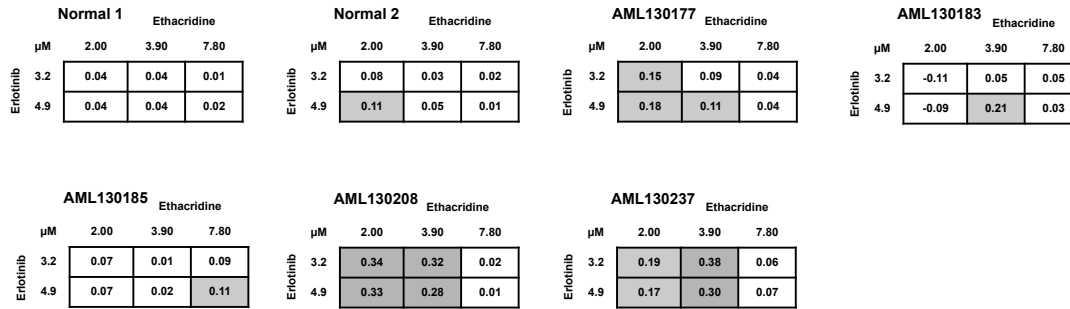 Normal 1 Ethacridine
µM 2.00 3.90 7.80
Erlotinib
3.2 0.04 0.04 0.01
4.9 0.04 0.04 0.02
Normal 2 Ethacridine
µM 2.00 3.90 7.80
Erlotinib
3.2 0.08 0.03 0.02
4.9 0.11 0.05 0.01
AML130177 Ethacridine
µM 2.00 3.90 7.80
Erlotinib
3.2 0.15 0.09 0.04
4.9 0.18 0.11 0.04
AML130183 Ethacridine
µM 2.00 3.90 7.80
Erlotinib
3.2 -0.11 0.05 0.05
4.9 -0.09 0.21 0.03
AML130185 Ethacridine
µM 2.00 3.90 7.80
Erlotinib
3.2 0.07 0.01 0.09
4.9 0.07 0.02 0.11
AML130208 Ethacridine
µM 2.00 3.90 7.80
Erlotinib
3.2 0.34 0.32 0.02
4.9 0.33 0.28 0.01
AML130237 Ethacridine
µM 2.00 3.90 7.80
Erlotinib
3.2 0.19 0.38 0.06
4.9 0.17 0.30 0.07